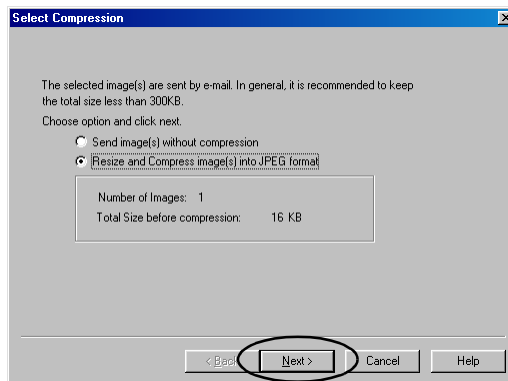 Select Compression
The selected image(s) are sent by e-mail. In general, it is recommended to keep
the total size less than 300KB.
Choose option and click next.
Send image(s) without compression
Resize and Compress image(s) into JPEG format
Number of Images: 1
Total Size before compression: 16 KB
< Back Next > Cancel Help